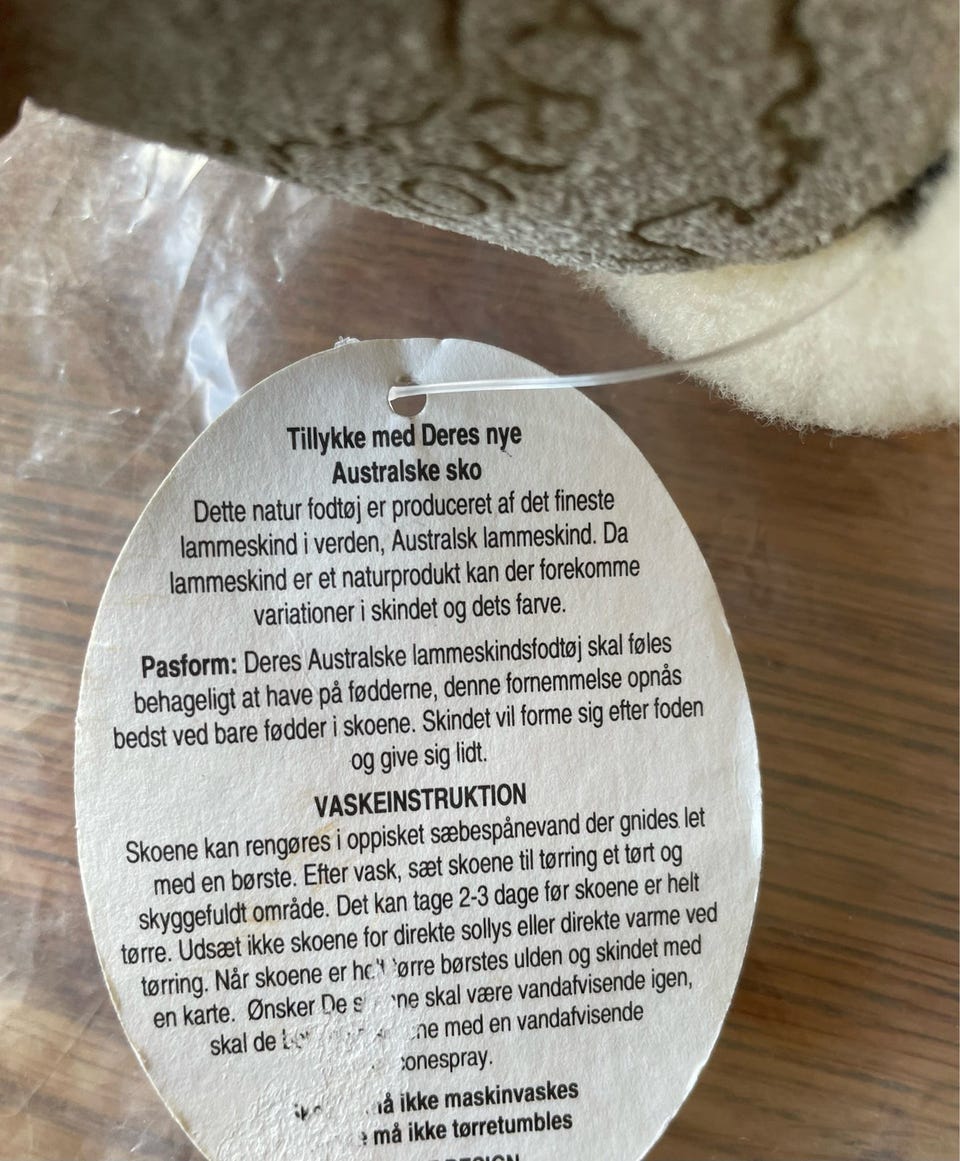 Tillykke med Deres nye
Australske sko
Dette natur fodtøj er produceret af det fineste
lammeskind i verden, Australsk lammeskind. Da
lammeskind er et naturprodukt kan der forekomme
variationer i skindet og dets farve.
Pasform: Deres Australske lammeskindsfodtøj skal føles
behageligt at have på fødderne, denne fornemmelse opnås
bedst ved bare fødder i skoene. Skindet vil forme sig efter foden
og give sig lidt.
VASKEINSTRUKTION
Skoene kan rengøres i oppisket sæbespånevand der gnides let
med en børste. Efter vask, sæt skoene til tørring et tørt og
skyggefuldt område. Det kan tage 2-3 dage før skoene er helt
tørre. Udsæt ikke skoene for direkte sollys eller direkte varme ved
tørring. Når skoene er helt tørre børstes ulden og skindet med
en karte. Ønsker De skal være vandafvisende igen,
skal de med en vandafvisende
må ikke maskinvaskes
må ikke tørretumbles